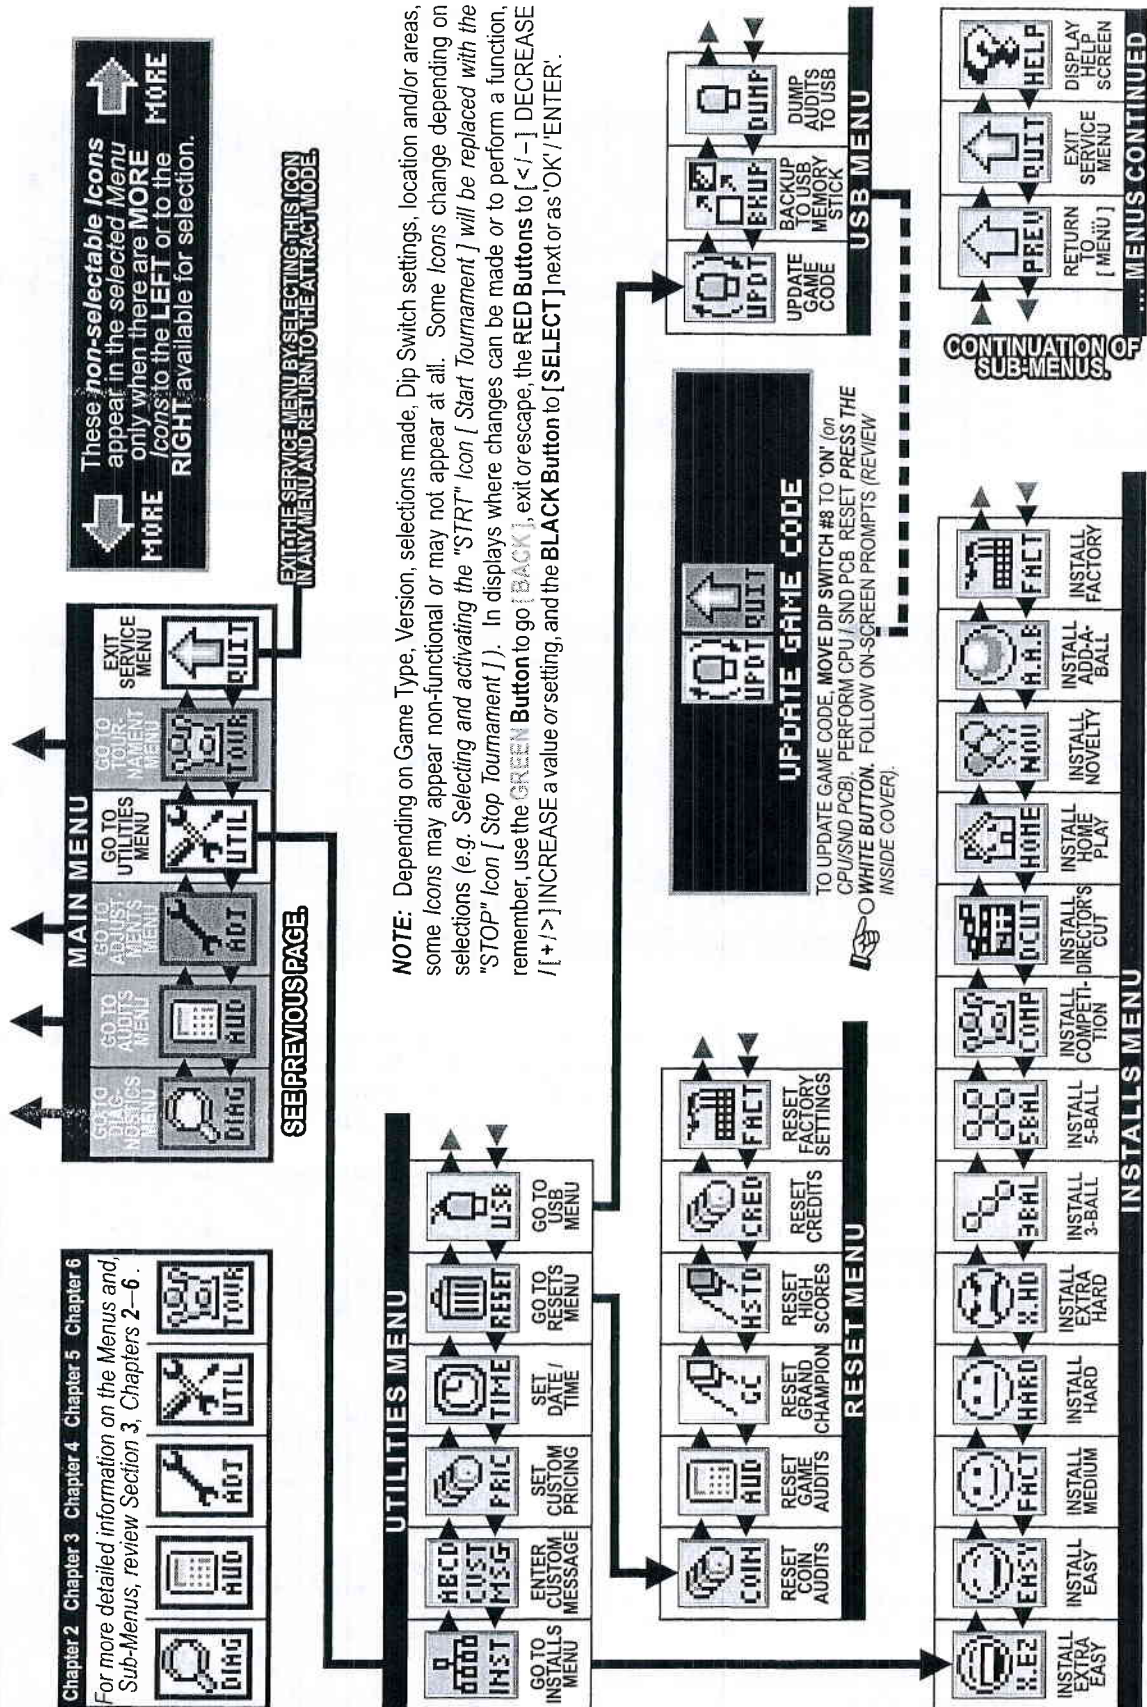 Chapter 2 Chapter 3 Chapter 4 Chapter 5 Chapter 6
For more detailed information on the Menus and,
Sub-Menus, review Section 3, Chapters 2–6.
DIAG
AUD
ADJ
UTIL
TOUR
MAIN MENU
GO TO
DIAG-
NOSTICS
MENU
GO TO
AUDITS
MENU
GO TO
ADJUST-
MENTS
MENU
GO TO
UTILITIES
MENU
GO TO
TOUR-
NAMENT
MENU
EXIT
SERVICE
MENU
DIAG
AUD
ADJ
UTIL
TOUR
QUIT
SEE PREVIOUS PAGE.
EXIT THE SERVICE MENU BY SELECTING THIS ICON
IN ANY MENU AND RETURN TO THE ATTRACT MODE.
MORE
These non-selectable Icons
appear in the selected Menu
only when there are MORE
Icons to the LEFT or to the
RIGHT available for selection.
MORE
NOTE: Depending on Game Type, Version, selections made, Dip Switch settings, location and/or areas,
some Icons may appear non-functional or may not appear at all. Some Icons change depending on
selections (e.g. Selecting and activating the "STRT" Icon [ Start Tournament ] will be replaced with the
"STOP" Icon [ Stop Tournament ] ). In displays where changes can be made or to perform a function,
remember, use the GREEN Button to go [BACK], exit or escape, the RED Buttons to [ < / – ] DECREASE
/ [ + / > ] INCREASE a value or setting, and the BLACK Button to [SELECT] next or as 'OK' / 'ENTER'.
UTILITIES MENU
INST
ABCD
CUST
MSG
PRIC
TIME
RESET
USB
GO TO
INSTALLS
MENU
ENTER
CUSTOM
MESSAGE
SET
CUSTOM
PRICING
SET
DATE /
TIME
GO TO
RESETS
MENU
GO TO
USB
MENU
COIN
AUD
GC
HSTD
CRED
FACT
RESET
COIN
AUDITS
RESET
GAME
AUDITS
RESET
GRAND
CHAMPION
RESET
HIGH
SCORES
RESET
CREDITS
RESET
FACTORY
SETTINGS
RESET MENU
UPDT
QUIT
UPDATE GAME CODE
TO UPDATE GAME CODE, MOVE DIP SWITCH #8 TO 'ON' (on
CPU/SND PCB). PERFORM CPU / SND PCB RESET PRESS THE
WHITE BUTTON. FOLLOW ON-SCREEN PROMPTS (REVIEW
INSIDE COVER).
UPDT
BKUP
DUMP
UPDATE
GAME
CODE
BACKUP
TO USB
MEMORY
STICK
DUMP
AUDITS
TO USB
USB MENU
X.EZ
EASY
FACT
HARD
X.HD
3BAL
5BAL
COMP
DCUT
HOME
NOV
A.A.B
FACT
INSTALL
EXTRA
EASY
INSTALL
EASY
INSTALL
MEDIUM
INSTALL
HARD
INSTALL
EXTRA
HARD
INSTALL
3-BALL
INSTALL
5-BALL
INSTALL
COMPETI-
TION
INSTALL
DIRECTOR'S
CUT
INSTALL
HOME
PLAY
INSTALL
NOVELTY
INSTALL
ADD-A-
BALL
INSTALL
FACTORY
INSTALLS MENU
CONTINUATION OF
SUB-MENUS.
PREV
QUIT
HELP
RETURN
TO ...
[ MENU ]
EXIT
SERVICE
MENU
DISPLAY
HELP
SCREEN
... MENUS CONTINUED